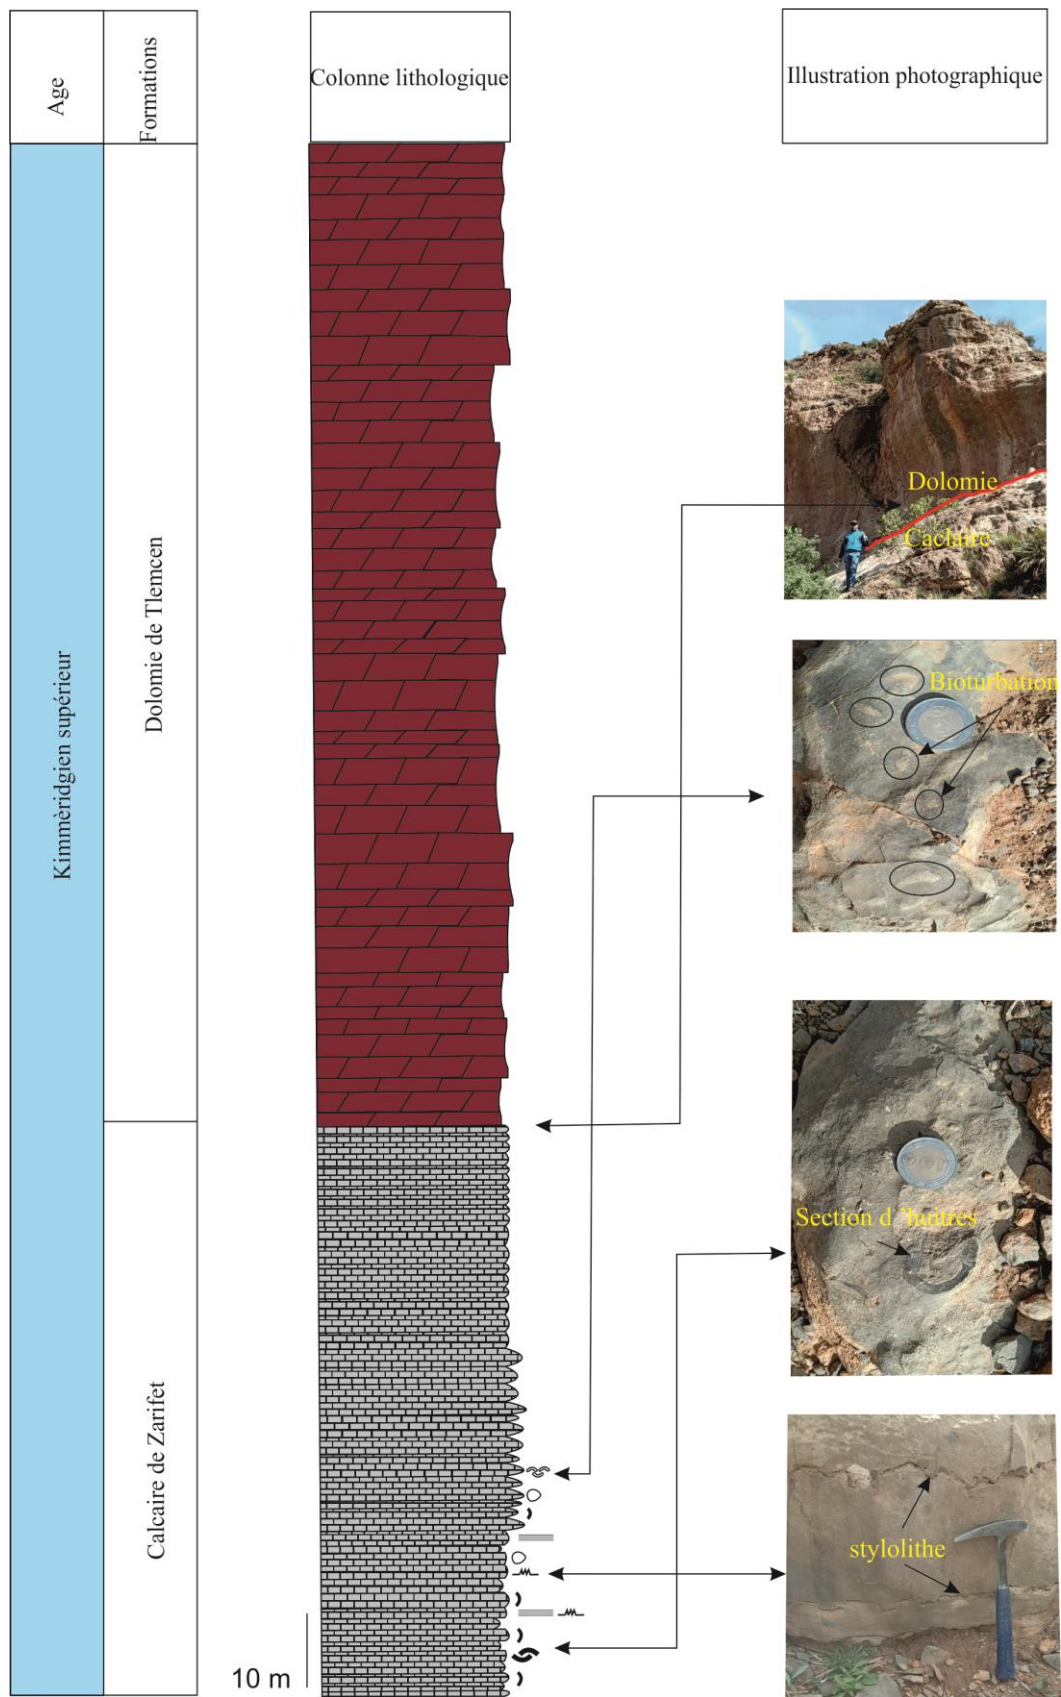 Age
Formations
Colonne lithologique
Illustration photographique
Kimmèridgien supérieur
Dolomie de Tlemcen
Calcaire de Zarifet
10 m
Dolomie
Caclaire
Bioturbation
Section d 'huitres
stylolithe